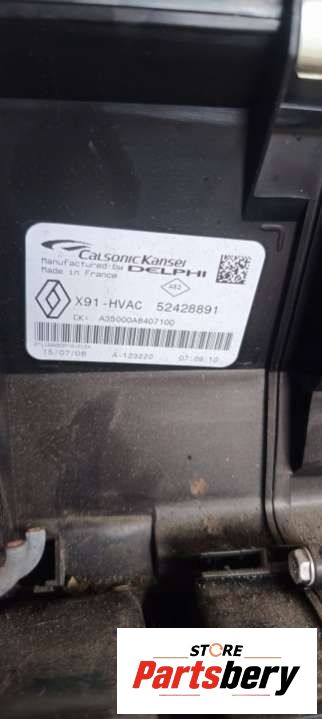 CalsonicKansei
Manufactured by DELPHI
Made in France
X91-HVAC 52428891
CK: A35000A8407100
15/07/08 A-123220 07:09:10
STORE
Partsbery